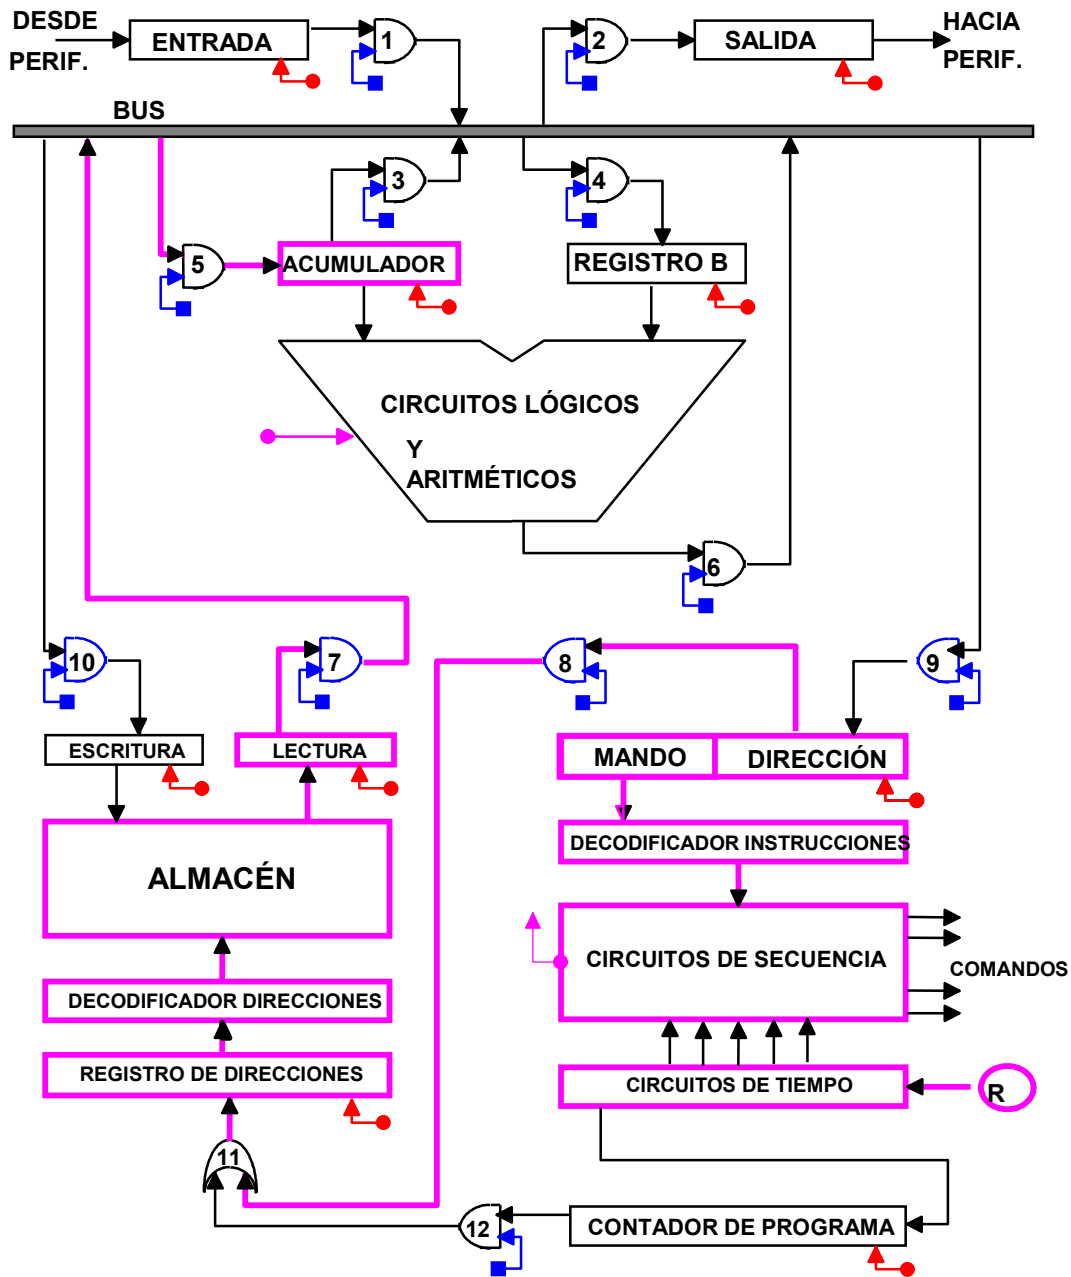 DESDE
PERIF.
ENTRADA
1
2
SALIDA
HACIA
PERIF.
BUS
3
4
5
ACUMULADOR
REGISTRO B
CIRCUITOS LÓGICOS
Y
ARITMÉTICOS
6
10
7
8
9
ESCRITURA
LECTURA
MANDO
DIRECCIÓN
DECODIFICADOR INSTRUCCIONES
ALMACÉN
CIRCUITOS DE SECUENCIA
COMANDOS
DECODIFICADOR DIRECCIONES
REGISTRO DE DIRECCIONES
CIRCUITOS DE TIEMPO
R
11
12
CONTADOR DE PROGRAMA